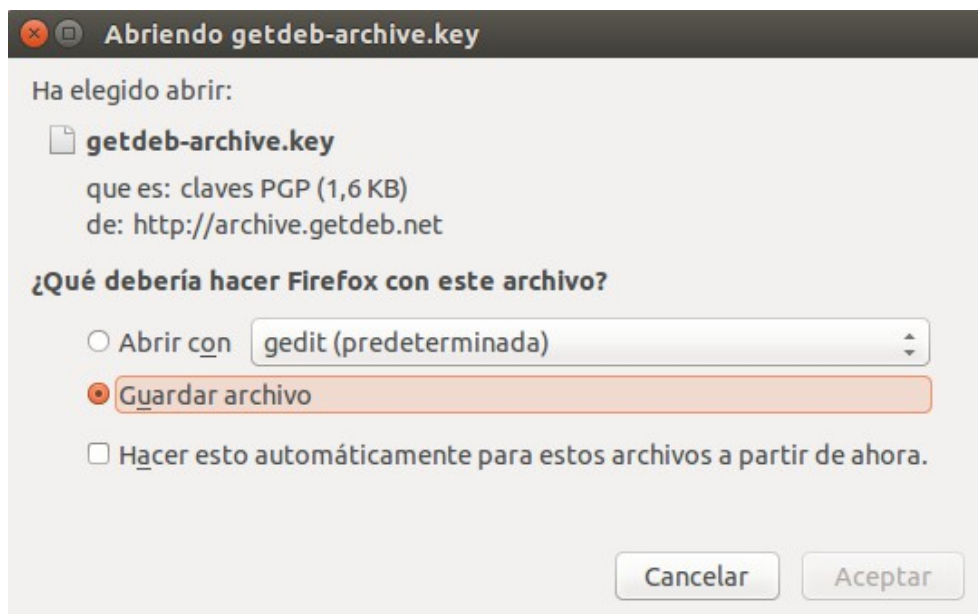 Abriendo getdeb-archive.key
Ha elegido abrir:
getdeb-archive.key
que es: claves PGP (1,6 KB)
de: http://archive.getdeb.net
¿Qué debería hacer Firefox con este archivo?
Abrir con gedit (predeterminada)
Guardar archivo
Hacer esto automáticamente para estos archivos a partir de ahora.
Cancelar Aceptar